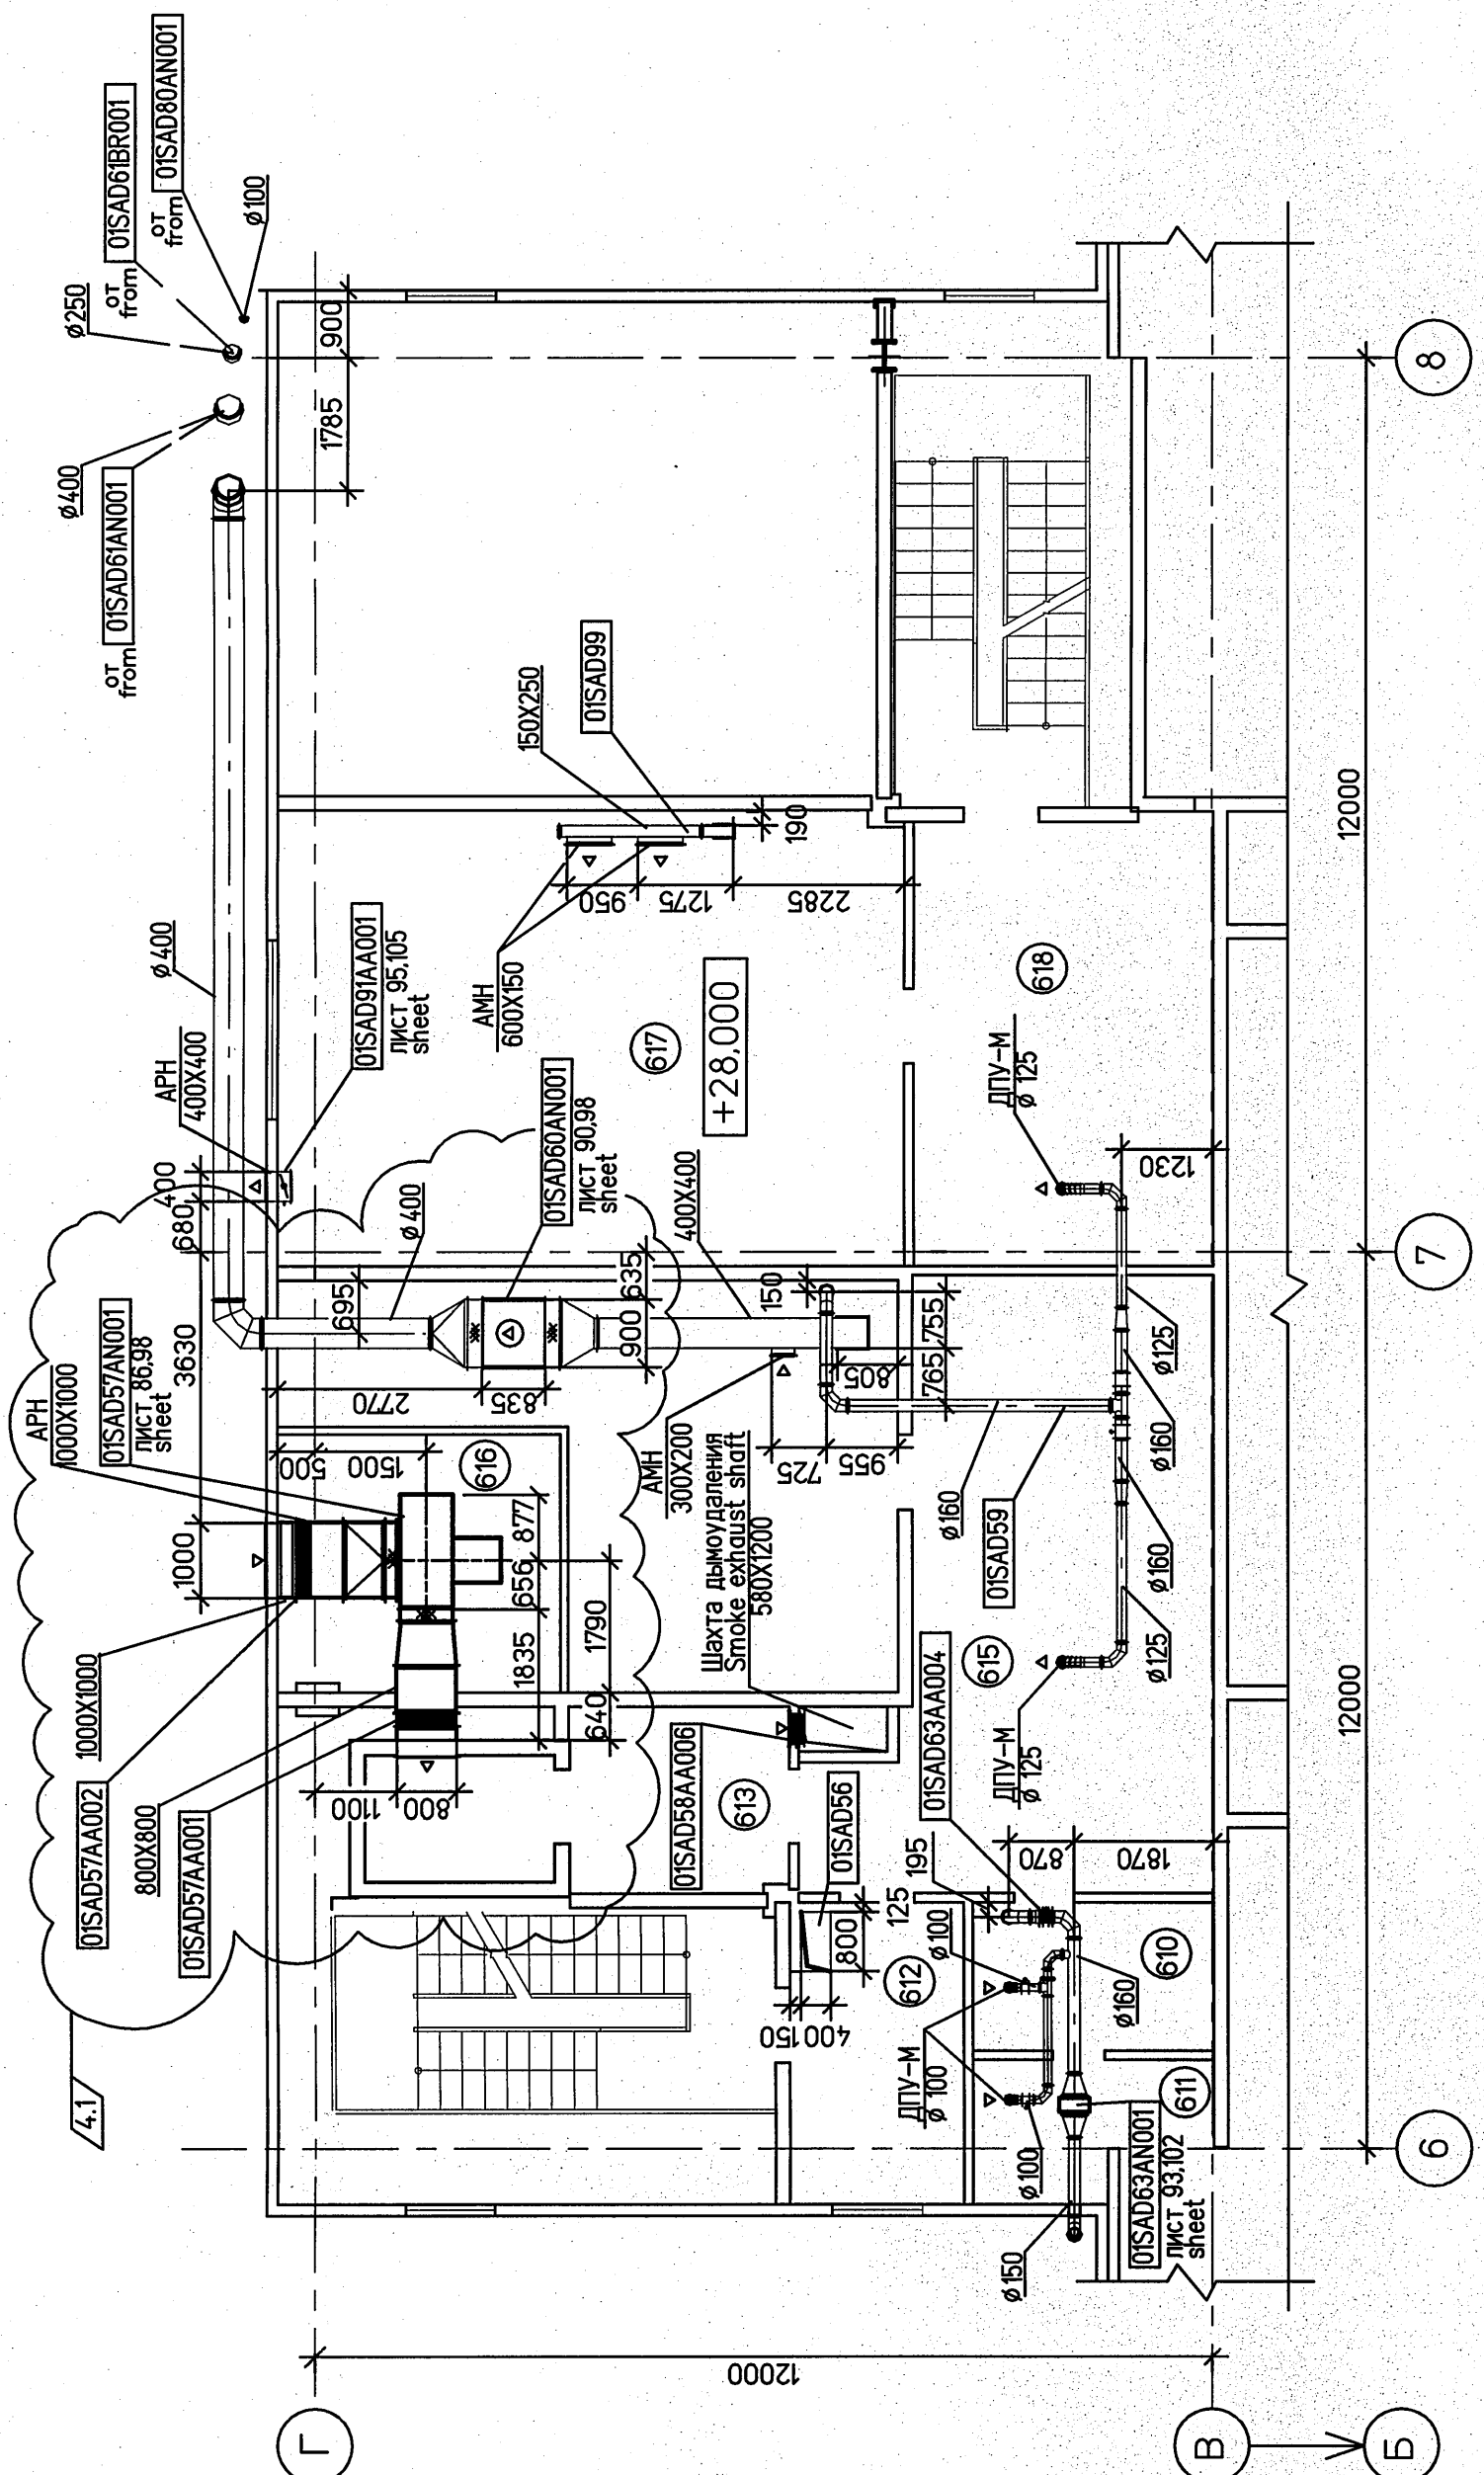 4.1
01SAD57AA002
1000X1000
800X800
01SAD57AA001
АРН
1000X1000
01SAD57AN001
ЛИСТ 86,98
sheet
1000
3630
680
400
АРН
400X400
ø400
01SAD91AA001
ЛИСТ 95,105
sheet
от
from
01SAD61AN001
ø400
ø250
от
from
01SAD61BR001
от
from
01SAD80AN001
ø100
1785
900
500
1500
616
877
656
1835
1790
640
1100
800
695
ø400
2770
835
900
635
01SAD60AN001
ЛИСТ 90,98
sheet
400X400
АМН
600X150
150X250
01SAD99
950
1275
2285
190
617
+28,000
618
АМН
300X200
725
955
805
765
755
150
Шахта дымоудаления
Smoke exhaust shaft
580X1200
01SAD58AA006
613
01SAD56
125
800
400
150
612
ø160
01SAD59
615
01SAD63AA004
195
870
1870
ДПУ-М
ø125
ДПУ-М
ø125
1230
ø125
ø160
ø160
ø125
ДПУ-М
ø100
ø100
ø100
ø160
610
611
01SAD63AN001
ЛИСТ 93,102
sheet
ø150
12000
12000
12000
6
7
8
Г
В
Б